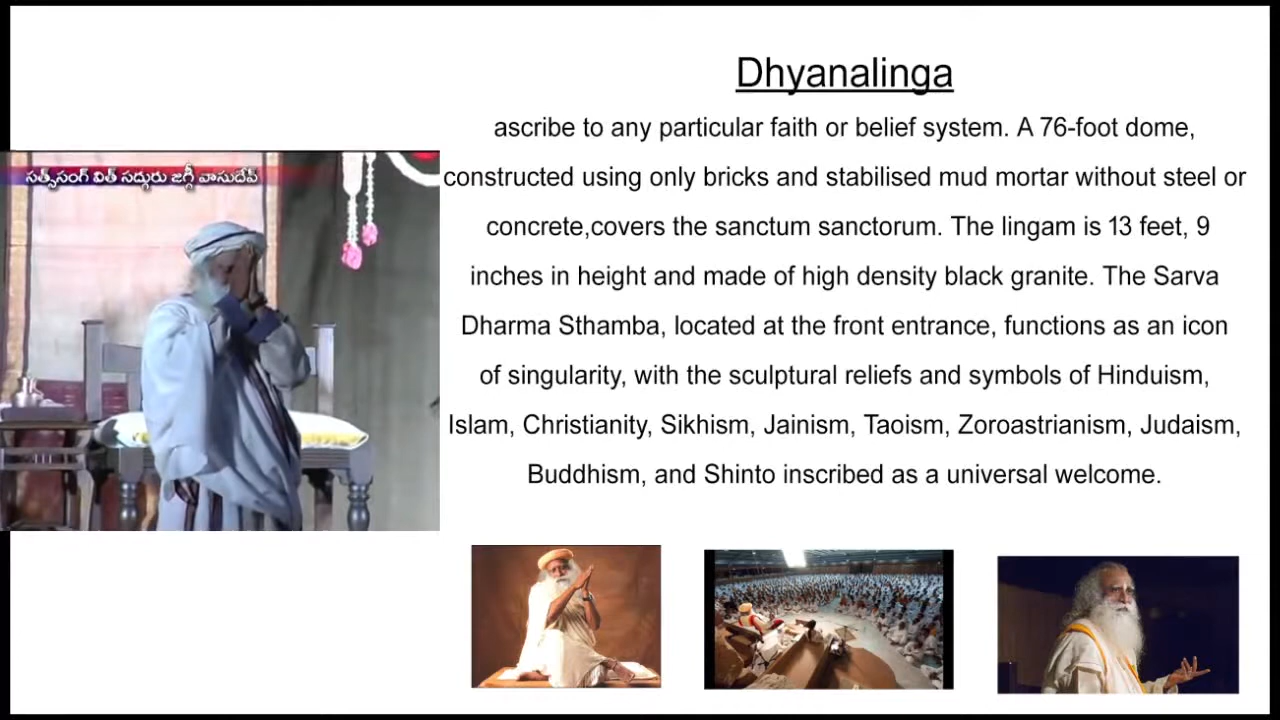 Dhyanalinga
ascribe to any particular faith or belief system. A 76-foot dome,
constructed using only bricks and stabilised mud mortar without steel or
concrete,covers the sanctum sanctorum. The lingam is 13 feet, 9
inches in height and made of high density black granite. The Sarva
Dharma Sthamba, located at the front entrance, functions as an icon
of singularity, with the sculptural reliefs and symbols of Hinduism,
Islam, Christianity, Sikhism, Jainism, Taoism, Zoroastrianism, Judaism,
Buddhism, and Shinto inscribed as a universal welcome.
సత్సంగ్ విత్ సద్గురు జగ్గీ వాసుదేవ్